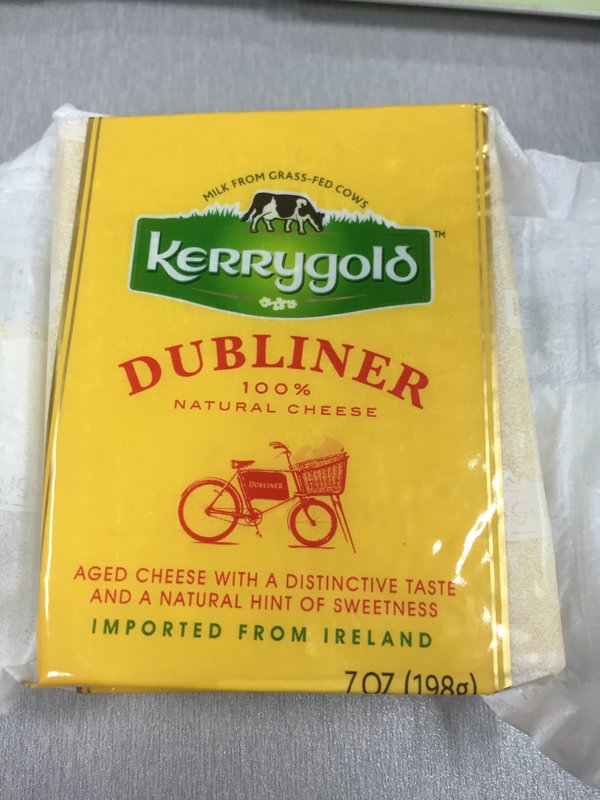 MILK FROM GRASS-FED COWS
Kerrygold
TM
DUBLINER
100%
NATURAL CHEESE
DUBLINER
AGED CHEESE WITH A DISTINCTIVE TASTE
AND A NATURAL HINT OF SWEETNESS
IMPORTED FROM IRELAND
7 OZ (198g)